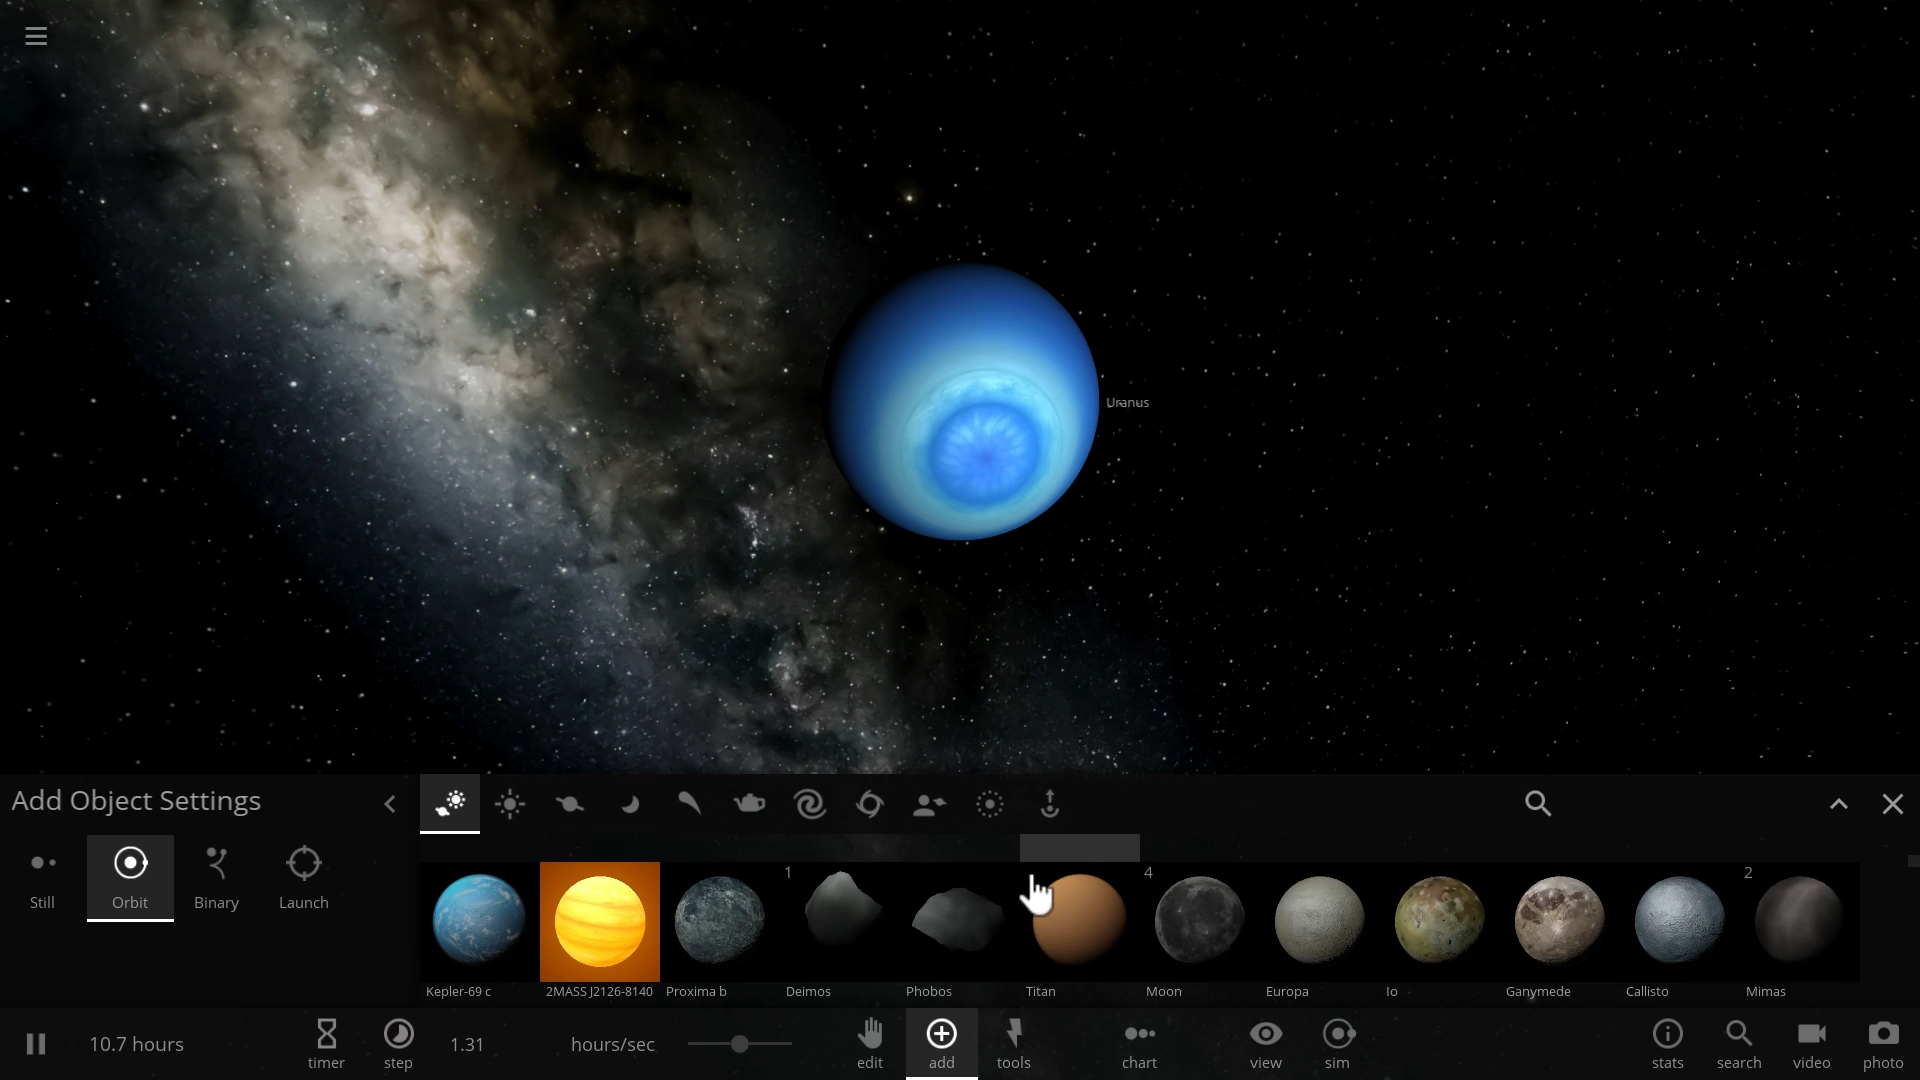 Uranus
Add Object Settings
Still Orbit Binary Launch
1 4 2
Kepler-69 c 2MASS J2126-8140 Proxima b Deimos Phobos Titan Moon Europa Io Ganymede Callisto Mimas
10.7 hours timer step 1.31 hours/sec edit add tools chart view sim stats search video photo